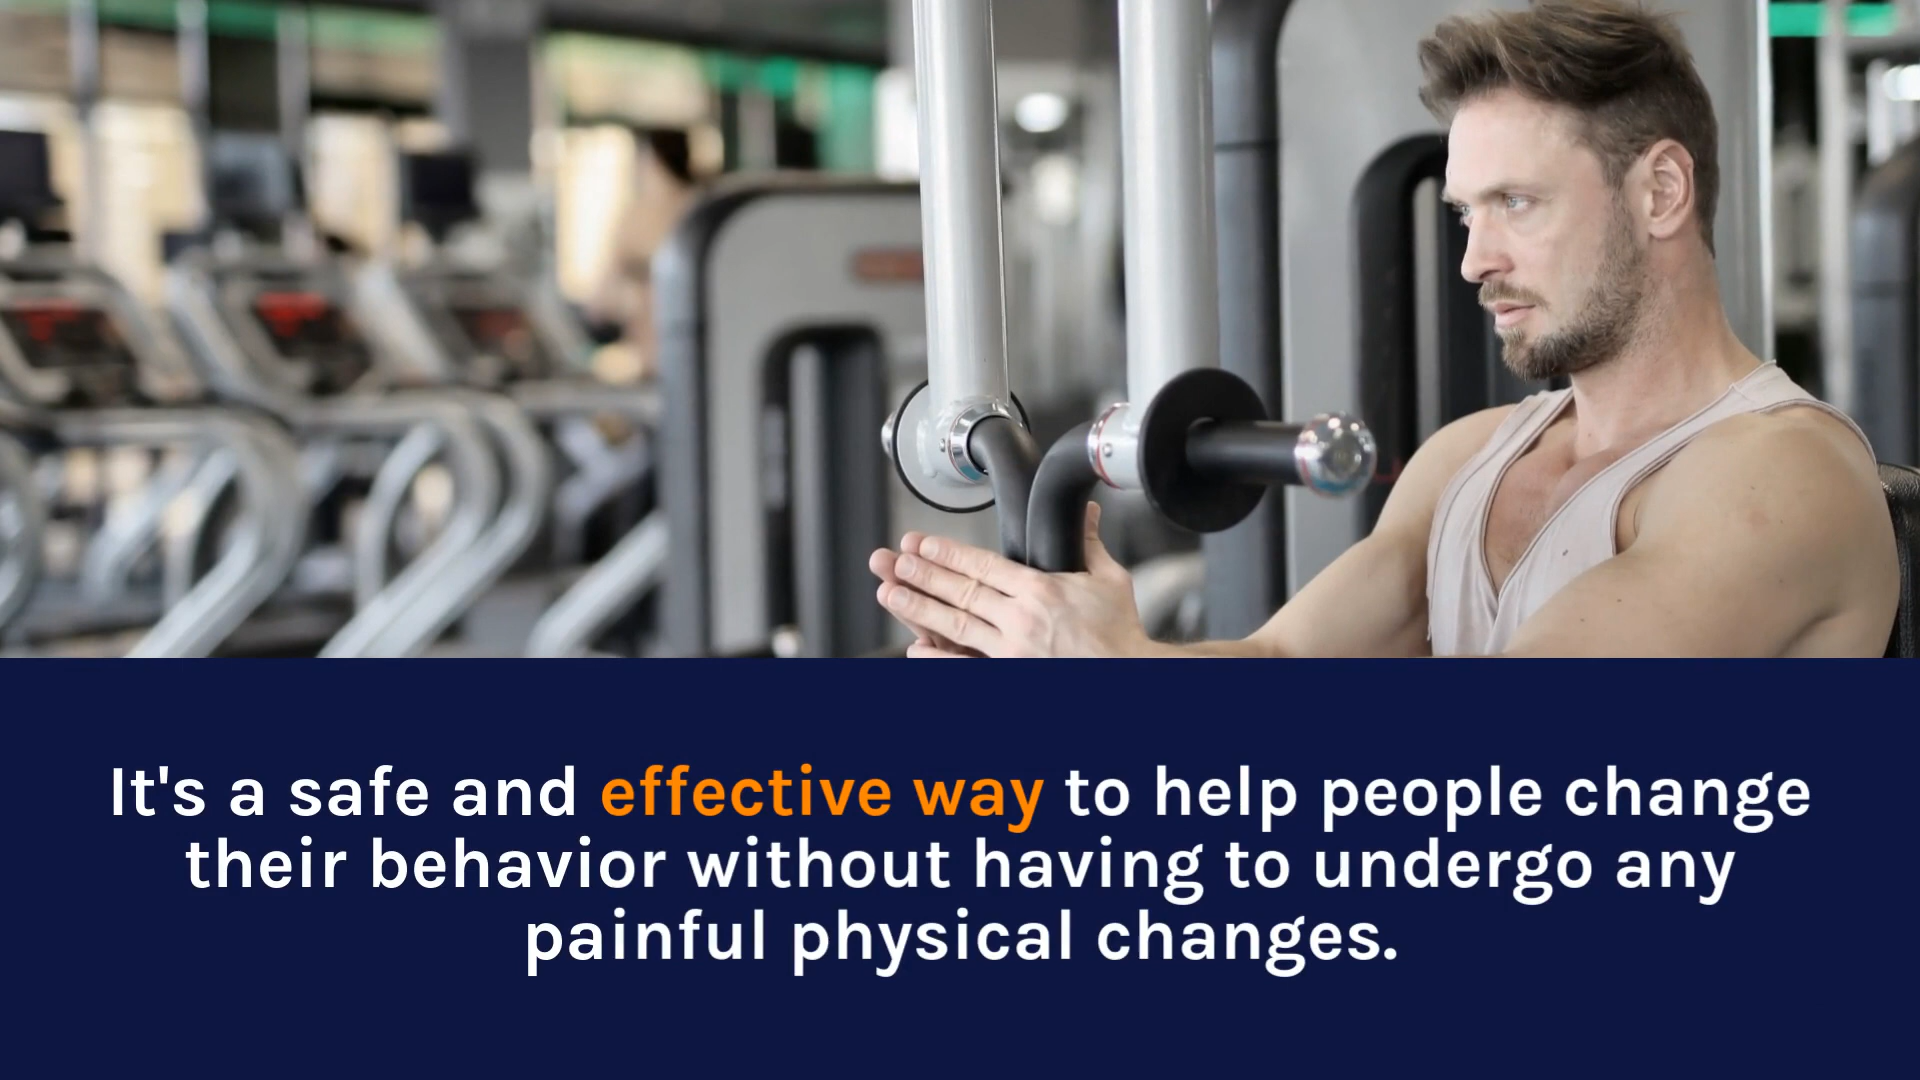 It's a safe and effective way to help people change
their behavior without having to undergo any
painful physical changes.